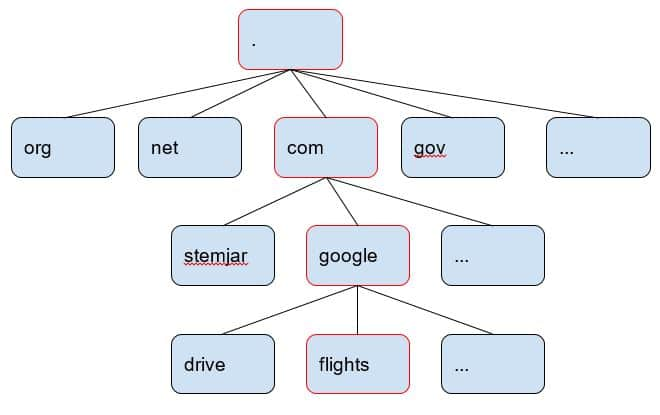 .
org
net
com
gov
...
stemjar
google
...
drive
flights
...